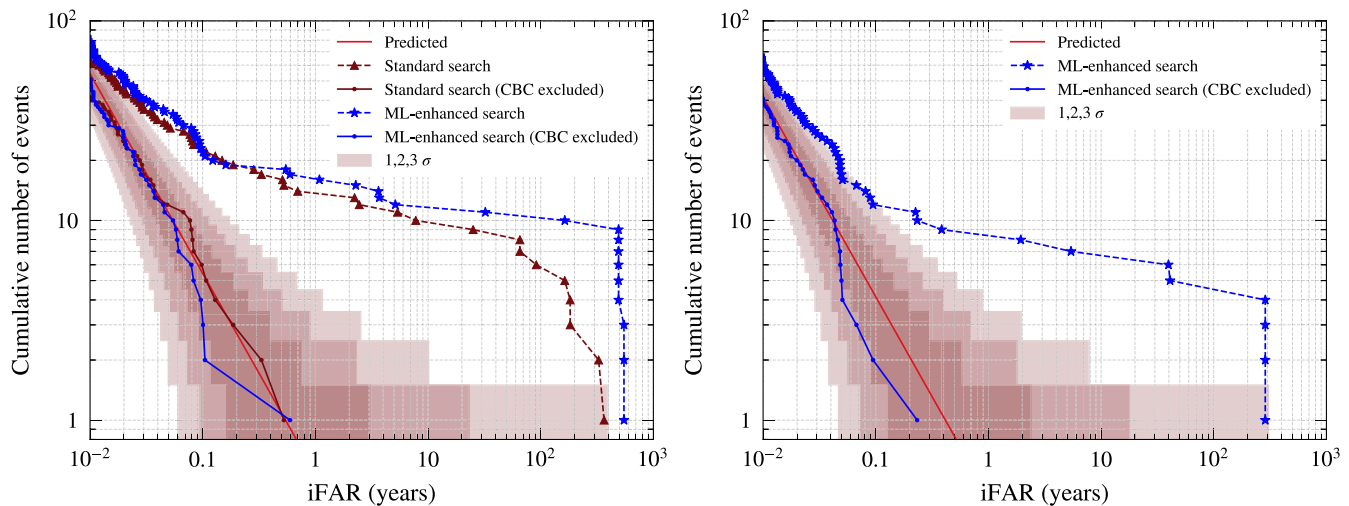 Cumulative number of events
10²
10
1
Predicted
Standard search
Standard search (CBC excluded)
ML-enhanced search
ML-enhanced search (CBC excluded)
1,2,3 σ
10⁻² 0.1 1 10 10² 10³
iFAR (years)
Cumulative number of events
10²
10
1
Predicted
ML-enhanced search
ML-enhanced search (CBC excluded)
1,2,3 σ
10⁻² 0.1 1 10 10² 10³
iFAR (years)